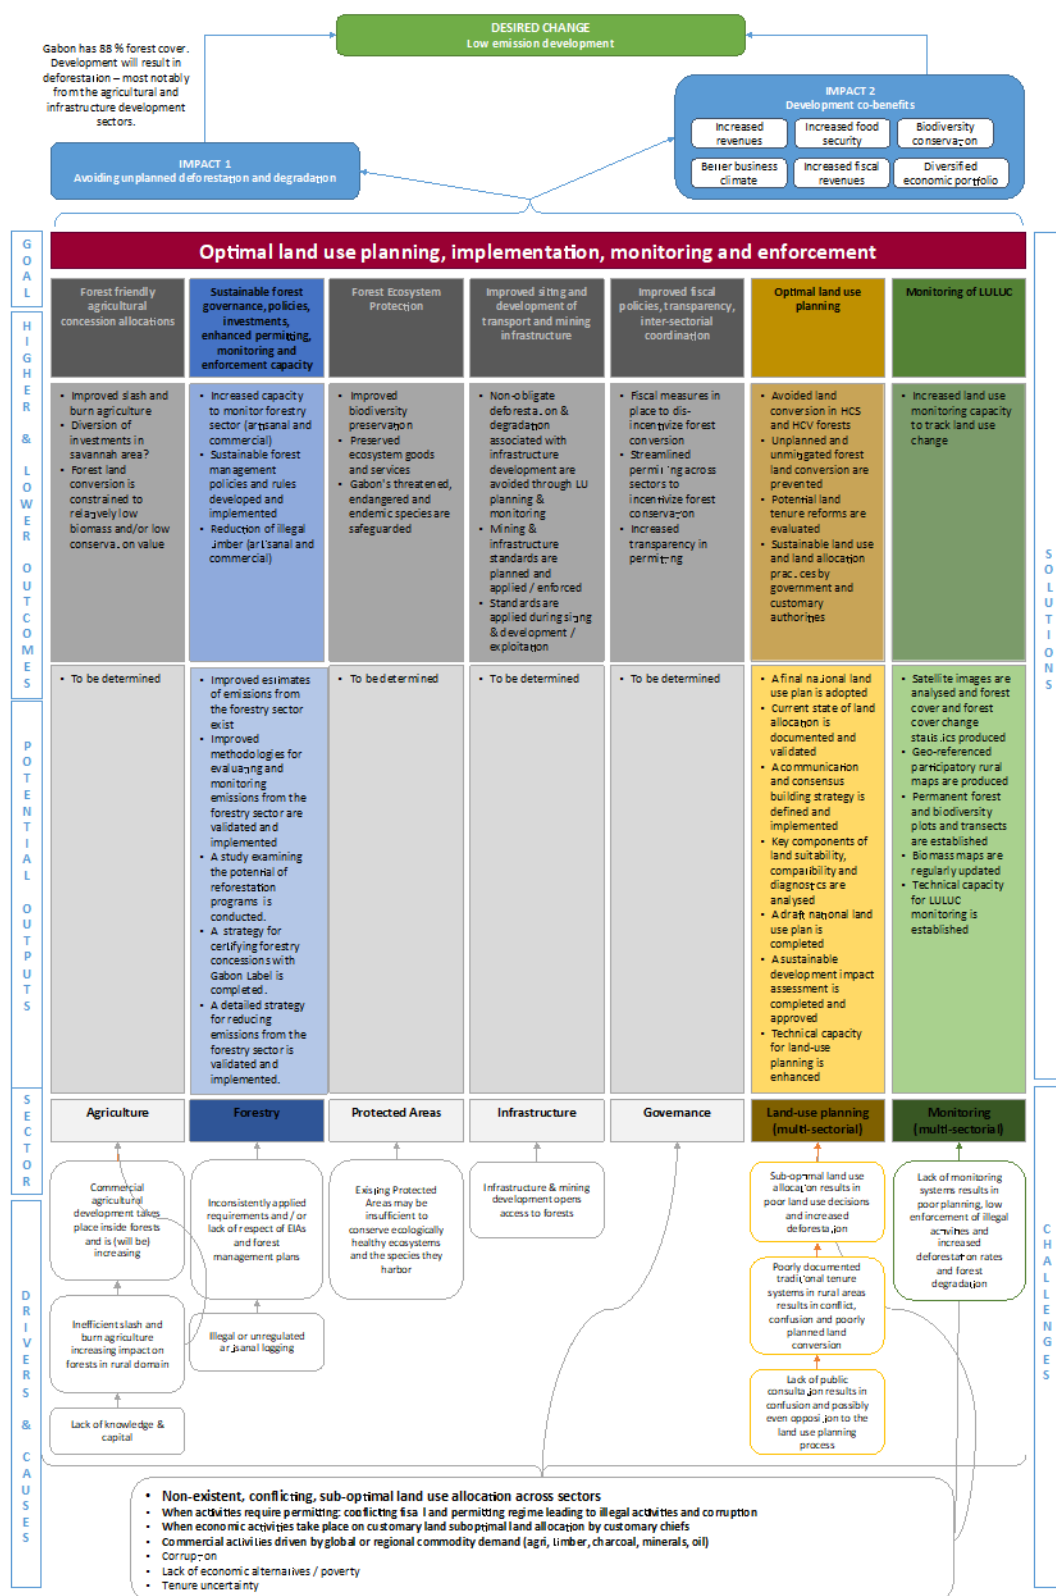 DESIRED CHANGE
Low emission development
Gabon has 88 % forest cover.
Development will result in
deforestation – most notably
from the agricultural and
infrastructure development
sectors.
IMPACT 1
Avoiding unplanned deforestation and degradation
IMPACT 2
Development co-benefits
Increased
revenues
Increased food
security
Biodiversity
conservation
Better business
climate
Increased fiscal
revenues
Diversified
economic portfolio
GOAL
Optimal land use planning, implementation, monitoring and enforcement
HIGHER & LOWER OUTCOMES
Forest friendly
agricultural
concession allocations
Sustainable forest
governance, policies,
investments,
enhanced permitting,
monitoring and
enforcement capacity
Forest Ecosystem
Protection
Improved siting and
development of
transport and mining
infrastructure
Improved fiscal
policies, transparency,
inter-sectorial
coordination
Optimal land use
planning
Monitoring of LULUC
• Improved slash and
burn agriculture
• Diversion of
investments in
savannah area?
• Forest land
conversion is
constrained to
relatively low
biomass and/or low
conservation value
• Increased capacity
to monitor forestry
sector (artisanal and
commercial)
• Sustainable forest
management
policies and rules
developed and
implemented
• Reduction of illegal
timber (artisanal and
commercial)
• Improved
biodiversity
preservation
• Preserved
ecosystem goods
and services
• Gabon's threatened,
endangered and
endemic species are
safeguarded
• Non-obligate
deforestation &
degradation
associated with
infrastructure
development are
avoided through LU
planning &
monitoring
• Mining &
infrastructure
standards are
planned and
applied / enforced
• Standards are
applied during siting
& development /
exploitation
• Fiscal measures in
place to dis-
incentivize forest
conversion
• Streamlined
permitting across
sectors to
incentivize forest
conservation
• Increased
transparency in
permitting
• Avoided land
conversion in HCS
and HCV forests
• Unplanned and
unmitigated forest
land conversion are
prevented
• Potential land
tenure reforms are
evaluated
• Sustainable land use
and land allocation
practices by
government and
customary
authorities
• Increased land use
monitoring capacity
to track land use
change
SOLUTIONS
POTENTIAL OUTPUTS
• To be determined
• Improved estimates
of emissions from
the forestry sector
exist
• Improved
methodologies for
evaluating and
monitoring
emissions from the
forestry sector are
validated and
implemented
• A study examining
the potential of
reforestation
programs is
conducted.
• A strategy for
certifying forestry
concessions with
Gabon Label is
completed.
• A detailed strategy
for reducing
emissions from the
forestry sector is
validated and
implemented.
• To be determined
• To be determined
• To be determined
• A final national land
use plan is adopted
• Current state of land
allocation is
documented and
validated
• A communication
and consensus
building strategy is
defined and
implemented
• Key components of
land suitability,
compatibility and
diagnostics are
analysed
• A draft national land
use plan is
completed
• A sustainable
development impact
assessment is
completed and
approved
• Technical capacity
for land-use
planning is
enhanced
• Satellite images are
analysed and forest
cover and forest
cover change
statistics produced
• Geo-referenced
participatory rural
maps are produced
• Permanent forest
and biodiversity
plots and transects
are established
• Biomass maps are
regularly updated
• Technical capacity
for LULUC
monitoring is
established
SECTOR
Agriculture
Forestry
Protected Areas
Infrastructure
Governance
Land-use planning
(multi-sectorial)
Monitoring
(multi-sectorial)
DRIVERS & CAUSES
Commercial
agricultural
development takes
place inside forests
and is (will be)
increasing
Inefficient slash and
burn agriculture
increasing impact on
forests in rural domain
Lack of knowledge &
capital
Inconsistently applied
requirements and / or
lack of respect of EIAs
and forest
management plans
Illegal or unregulated
artisanal logging
Existing Protected
Areas may be
insufficient to
conserve ecologically
healthy ecosystems
and the species they
harbor
Infrastructure & mining
development opens
access to forests
Sub-optimal land use
allocation results in
poor land use decisions
and increased
deforestation
Poorly documented
traditional tenure
systems in rural areas
results in conflict,
confusion and poorly
planned land
conversion
Lack of public
consultation results in
confusion and possibly
even opposition to the
land use planning
process
Lack of monitoring
systems results in
poor planning, low
enforcement of illegal
activities and
increased
deforestation rates
and forest
degradation
CHALLENGES
• Non-existent, conflicting, sub-optimal land use allocation across sectors
• When activities require permitting: conflicting fisal land permitting regime leading to illegal activities and corruption
• When economic activities take place on customary land suboptimal land allocation by customary chiefs
• Commercial activities driven by global or regional commodity demand (agri, timber, charcoal, minerals, oil)
• Corruption
• Lack of economic alternatives / poverty
• Tenure uncertainty